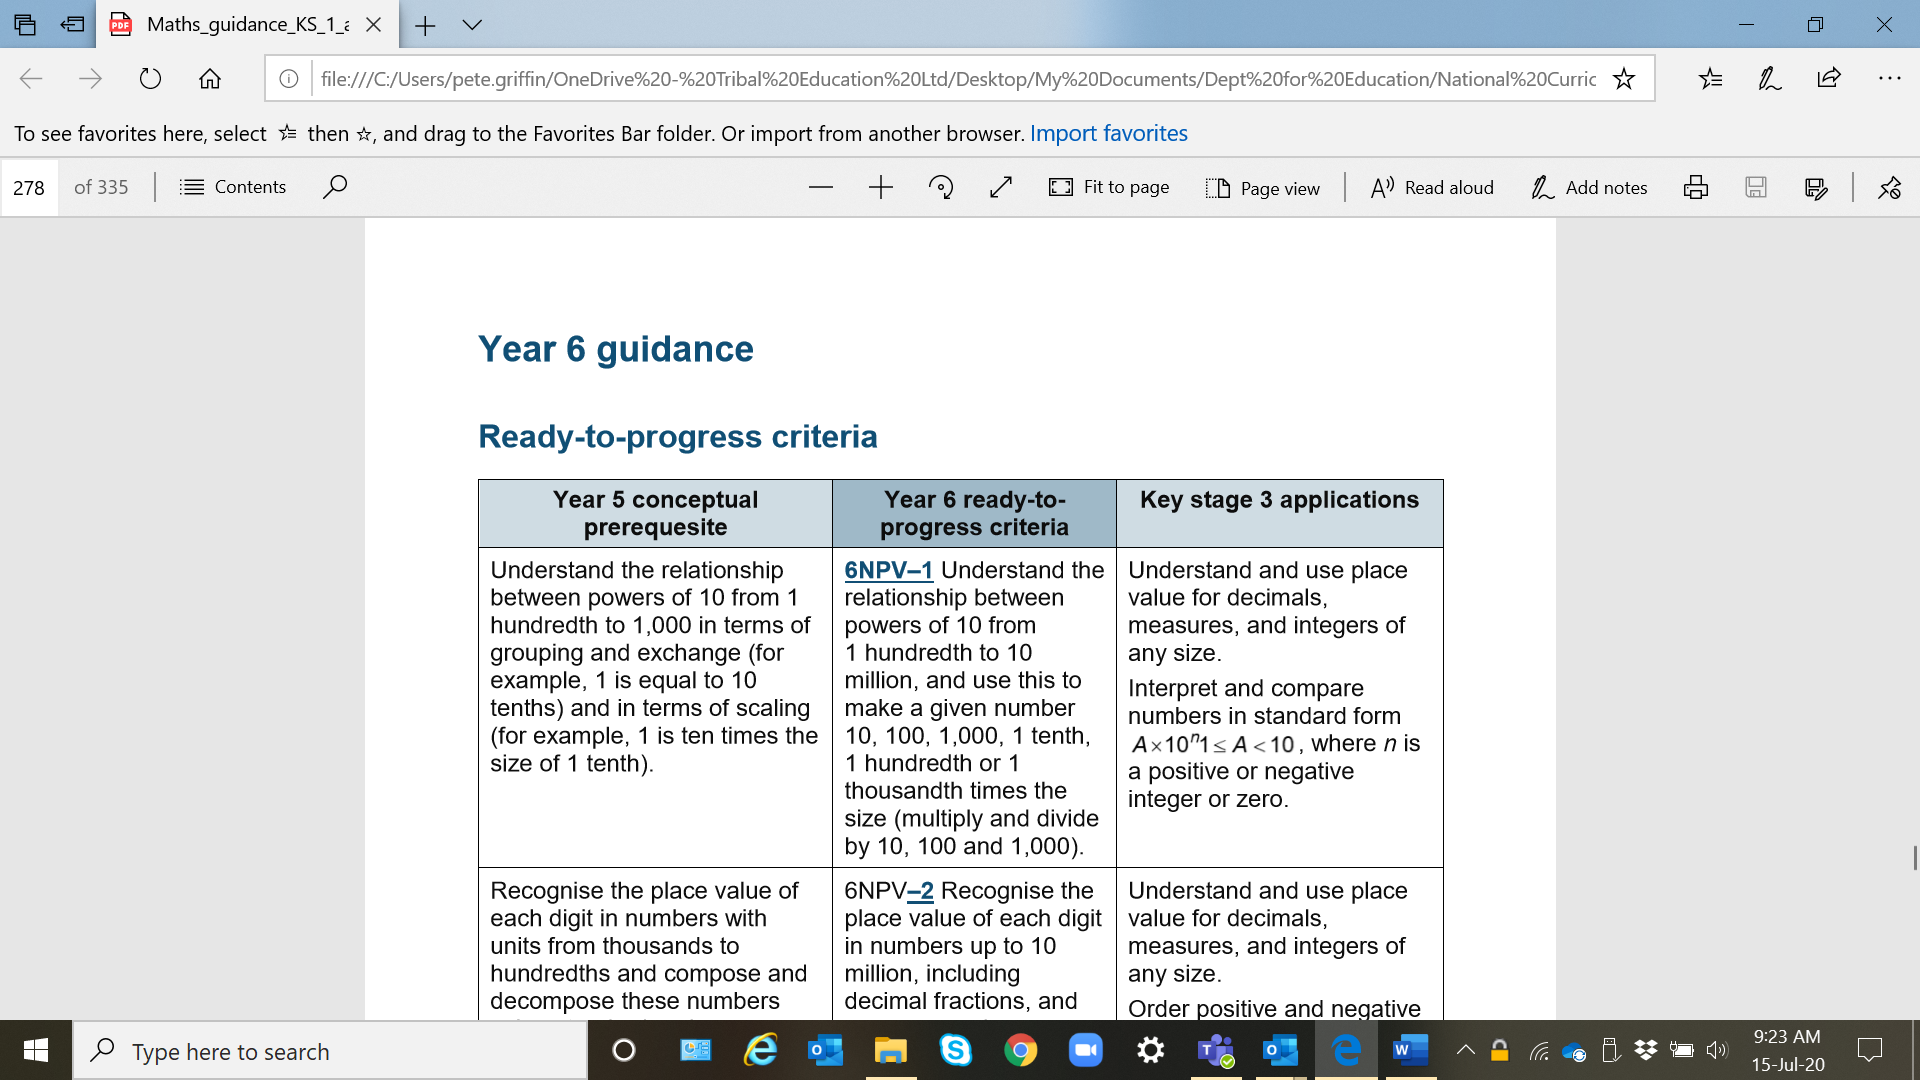 Maths_guidance_KS_1_a
file:///C:/Users/pete.griffin/OneDrive%20-%20Tribal%20Education%20Ltd/Desktop/My%20Documents/Dept%20for%20Education/National%20Curric
To see favorites here, select then , and drag to the Favorites Bar folder. Or import from another browser. Import favorites
278 of 335 Contents Fit to page Page view Read aloud Add notes
Year 6 guidance
Ready-to-progress criteria
Year 5 conceptual
prerequesite
Year 6 ready-to-
progress criteria
Key stage 3 applications
Understand the relationship
between powers of 10 from 1
hundredth to 1,000 in terms of
grouping and exchange (for
example, 1 is equal to 10
tenths) and in terms of scaling
(for example, 1 is ten times the
size of 1 tenth).
6NPV–1 Understand the
relationship between
powers of 10 from
1 hundredth to 10
million, and use this to
make a given number
10, 100, 1,000, 1 tenth,
1 hundredth or 1
thousandth times the
size (multiply and divide
by 10, 100 and 1,000).
Understand and use place
value for decimals,
measures, and integers of
any size.
Interpret and compare
numbers in standard form
A×10ⁿ1≤ A <10, where n is
a positive or negative
integer or zero.
Recognise the place value of
each digit in numbers with
units from thousands to
hundredths and compose and
decompose these numbers
6NPV–2 Recognise the
place value of each digit
in numbers up to 10
million, including
decimal fractions, and
Understand and use place
value for decimals,
measures, and integers of
any size.
Order positive and negative
Type here to search
9:23 AM
15-Jul-20